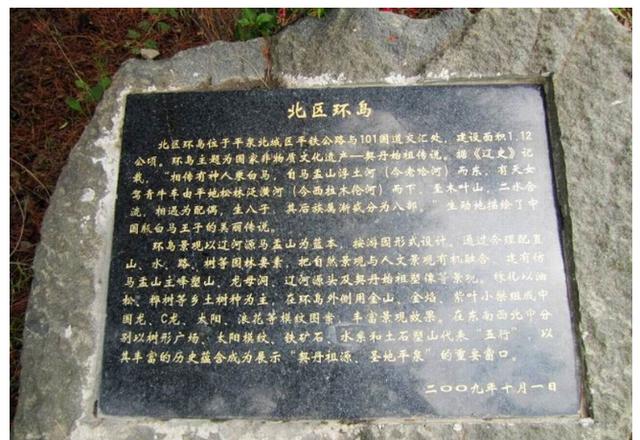 北区环岛
北区环岛位于平泉北城区平铁公路与101国道交汇处，建设面积1.12
公顷。环岛主题为国家非物质文化遗产—契丹始祖传说。据《辽史》记
载，"相传有神人乘白马，自马盂山浮土河（今老哈河）而东，有天女
驾青牛车由平地松林泛潢河（今西拉木伦河）而下，至木叶山，二水合
流，相遇为配偶，生八子，其后族属渐盛分为八部。"生动地描绘了中
国版白马王子的美丽传说。
环岛景观以辽河源马盂山为蓝本，按游园形式设计。通过合理配置
山、水、路、树等园林要素，把自然景观与人文景观有机融合，建有仿
马盂山主峰塑山、龙母洞、辽河源头及契丹始祖塑像等景观。绿化以油
松、桦树等乡土树种为主，在环岛外侧用金山、金焰、紫叶小檗组成中
国龙、C龙、太阳、浪花等模纹图案，丰富景观效果。在东南西北中分
别以树形广场、太阳模纹、铁矿石、水系和土石塑山代表"五行"，以
其丰富的历史蕴含成为展示"契丹祖源、圣地平泉"的重要窗口。
二〇〇九年十月一日